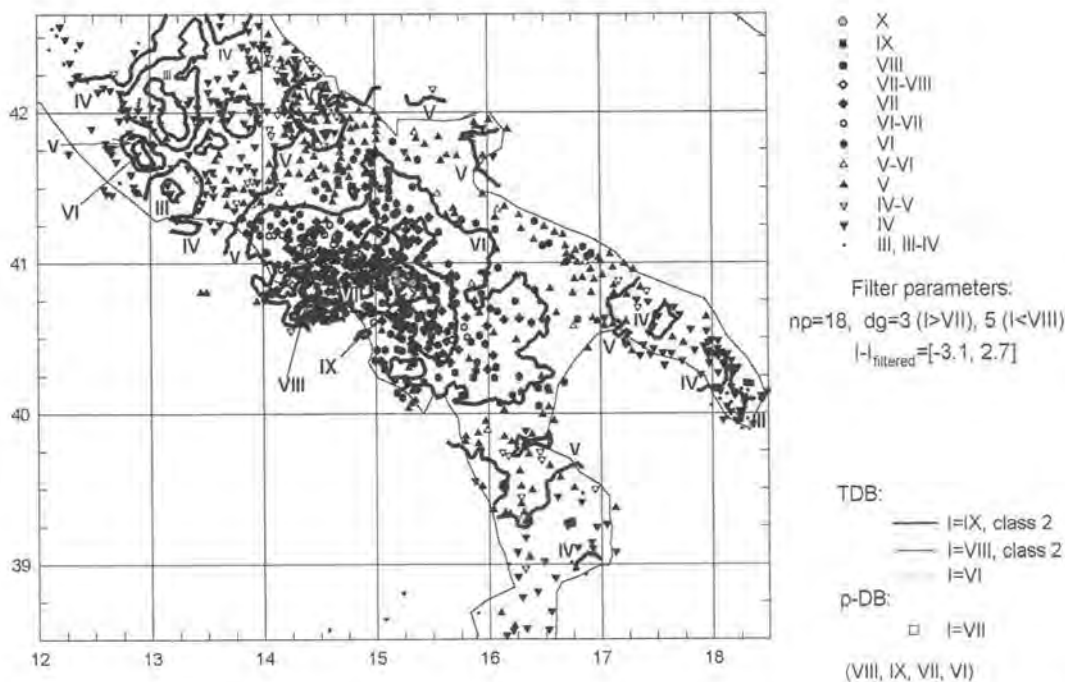 X
IX
VIII
VII-VIII
VII
VI-VII
VI
V-VI
V
IV-V
IV
III, III-IV
Filter parameters:
np=18, dg=3 (I>VII), 5 (I<VIII)
I-Ifiltered=[-3.1, 2.7]
TDB:
I=IX, class 2
I=VIII, class 2
I=VI
p-DB:
I=VII
(VIII, IX, VII, VI)
IV
III
IV
V
V
V
V
V
VI
III
IV
V
VI
VII
IX
VIII
IV
V
IV
III
V
IV
42
41
40
39
12 13 14 15 16 17 18